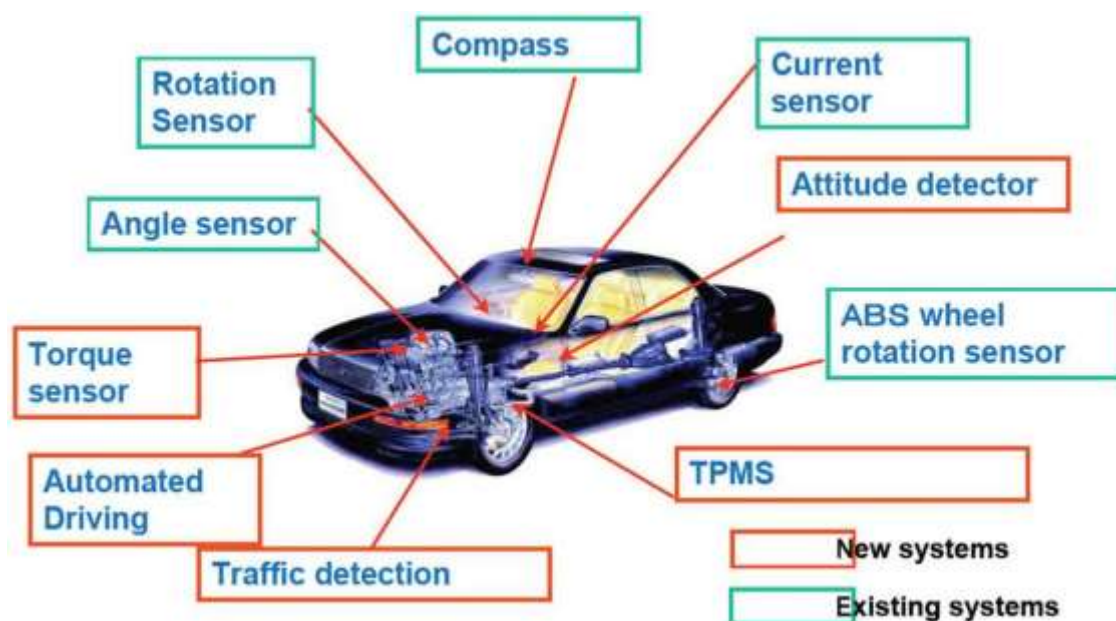 Compass
Rotation
Sensor
Current
sensor
Attitude detector
Angle sensor
ABS wheel
rotation sensor
Torque
sensor
TPMS
Automated
Driving
Traffic detection
New systems
Existing systems